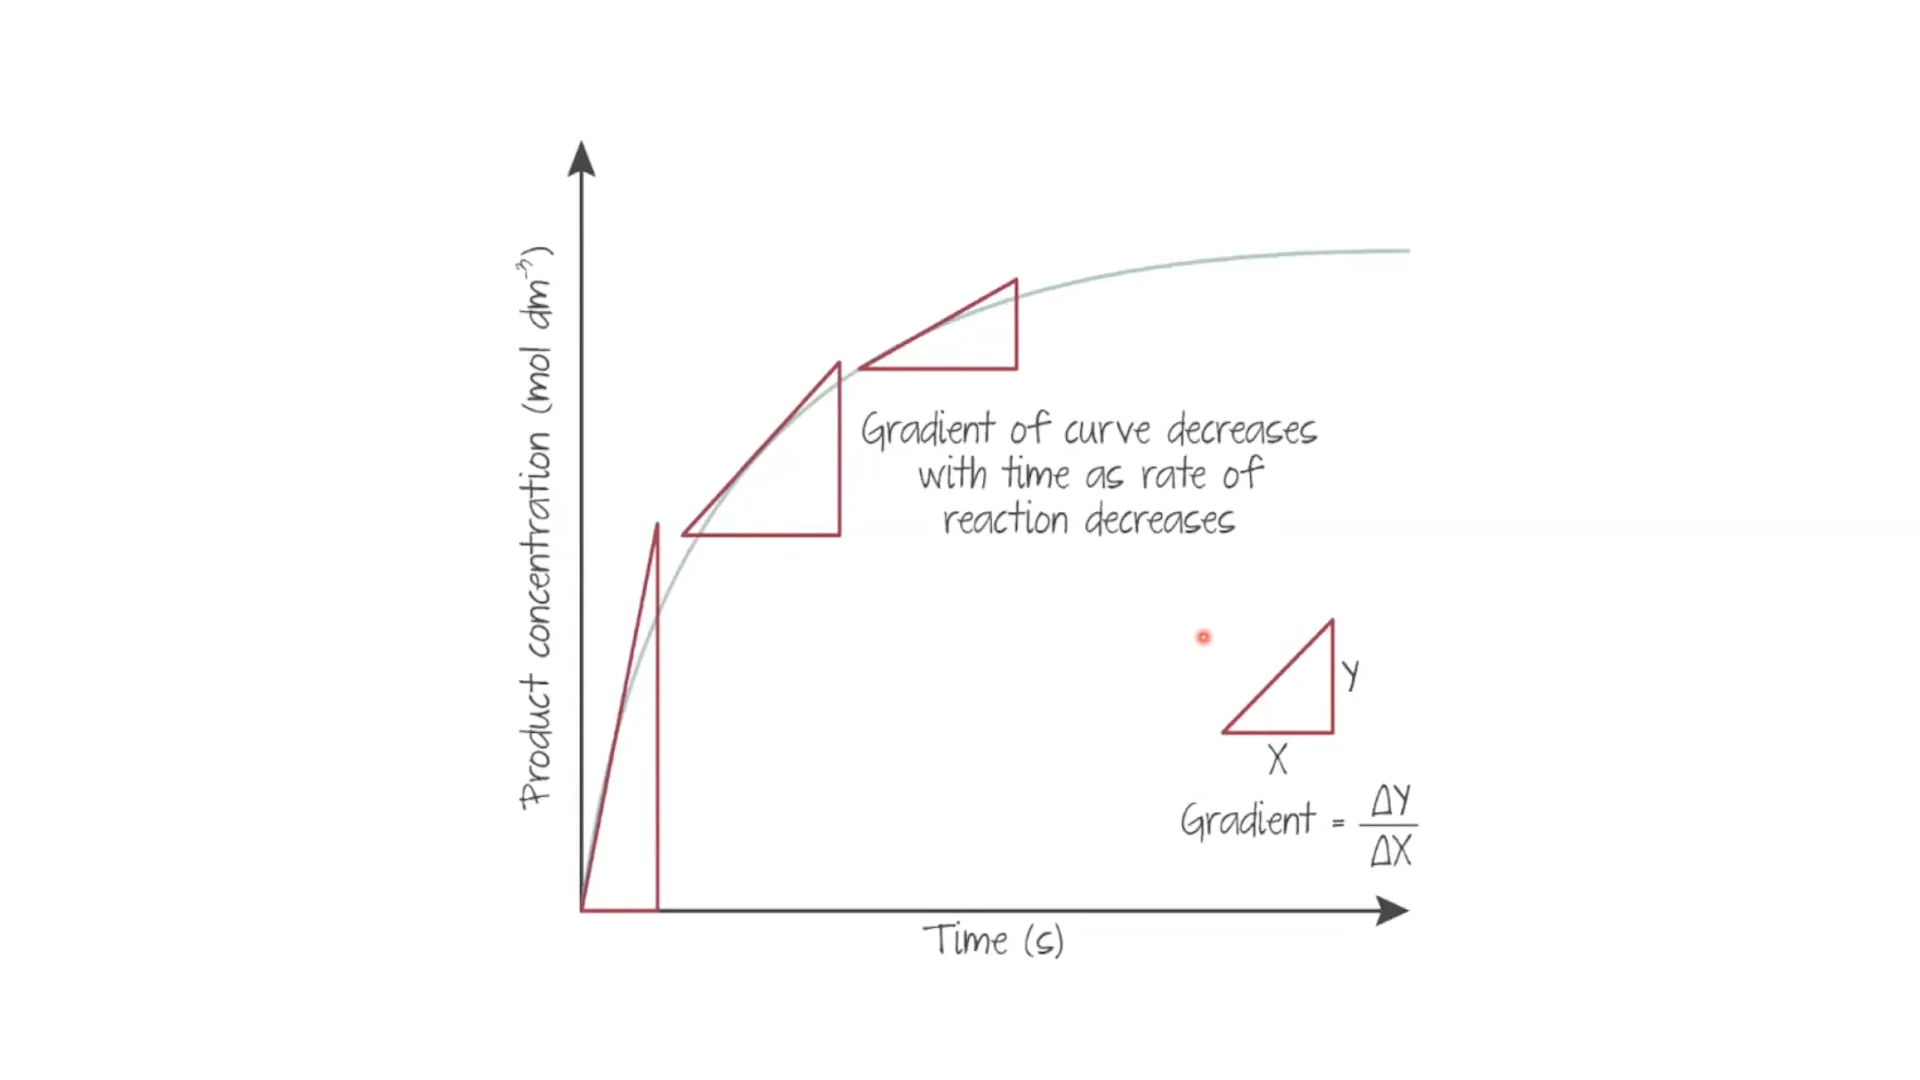 Product concentration (mol dm⁻³)
Gradient of curve decreases
with time as rate of
reaction decreases
Y
X
Gradient = ΔY
ΔX
Time (s)